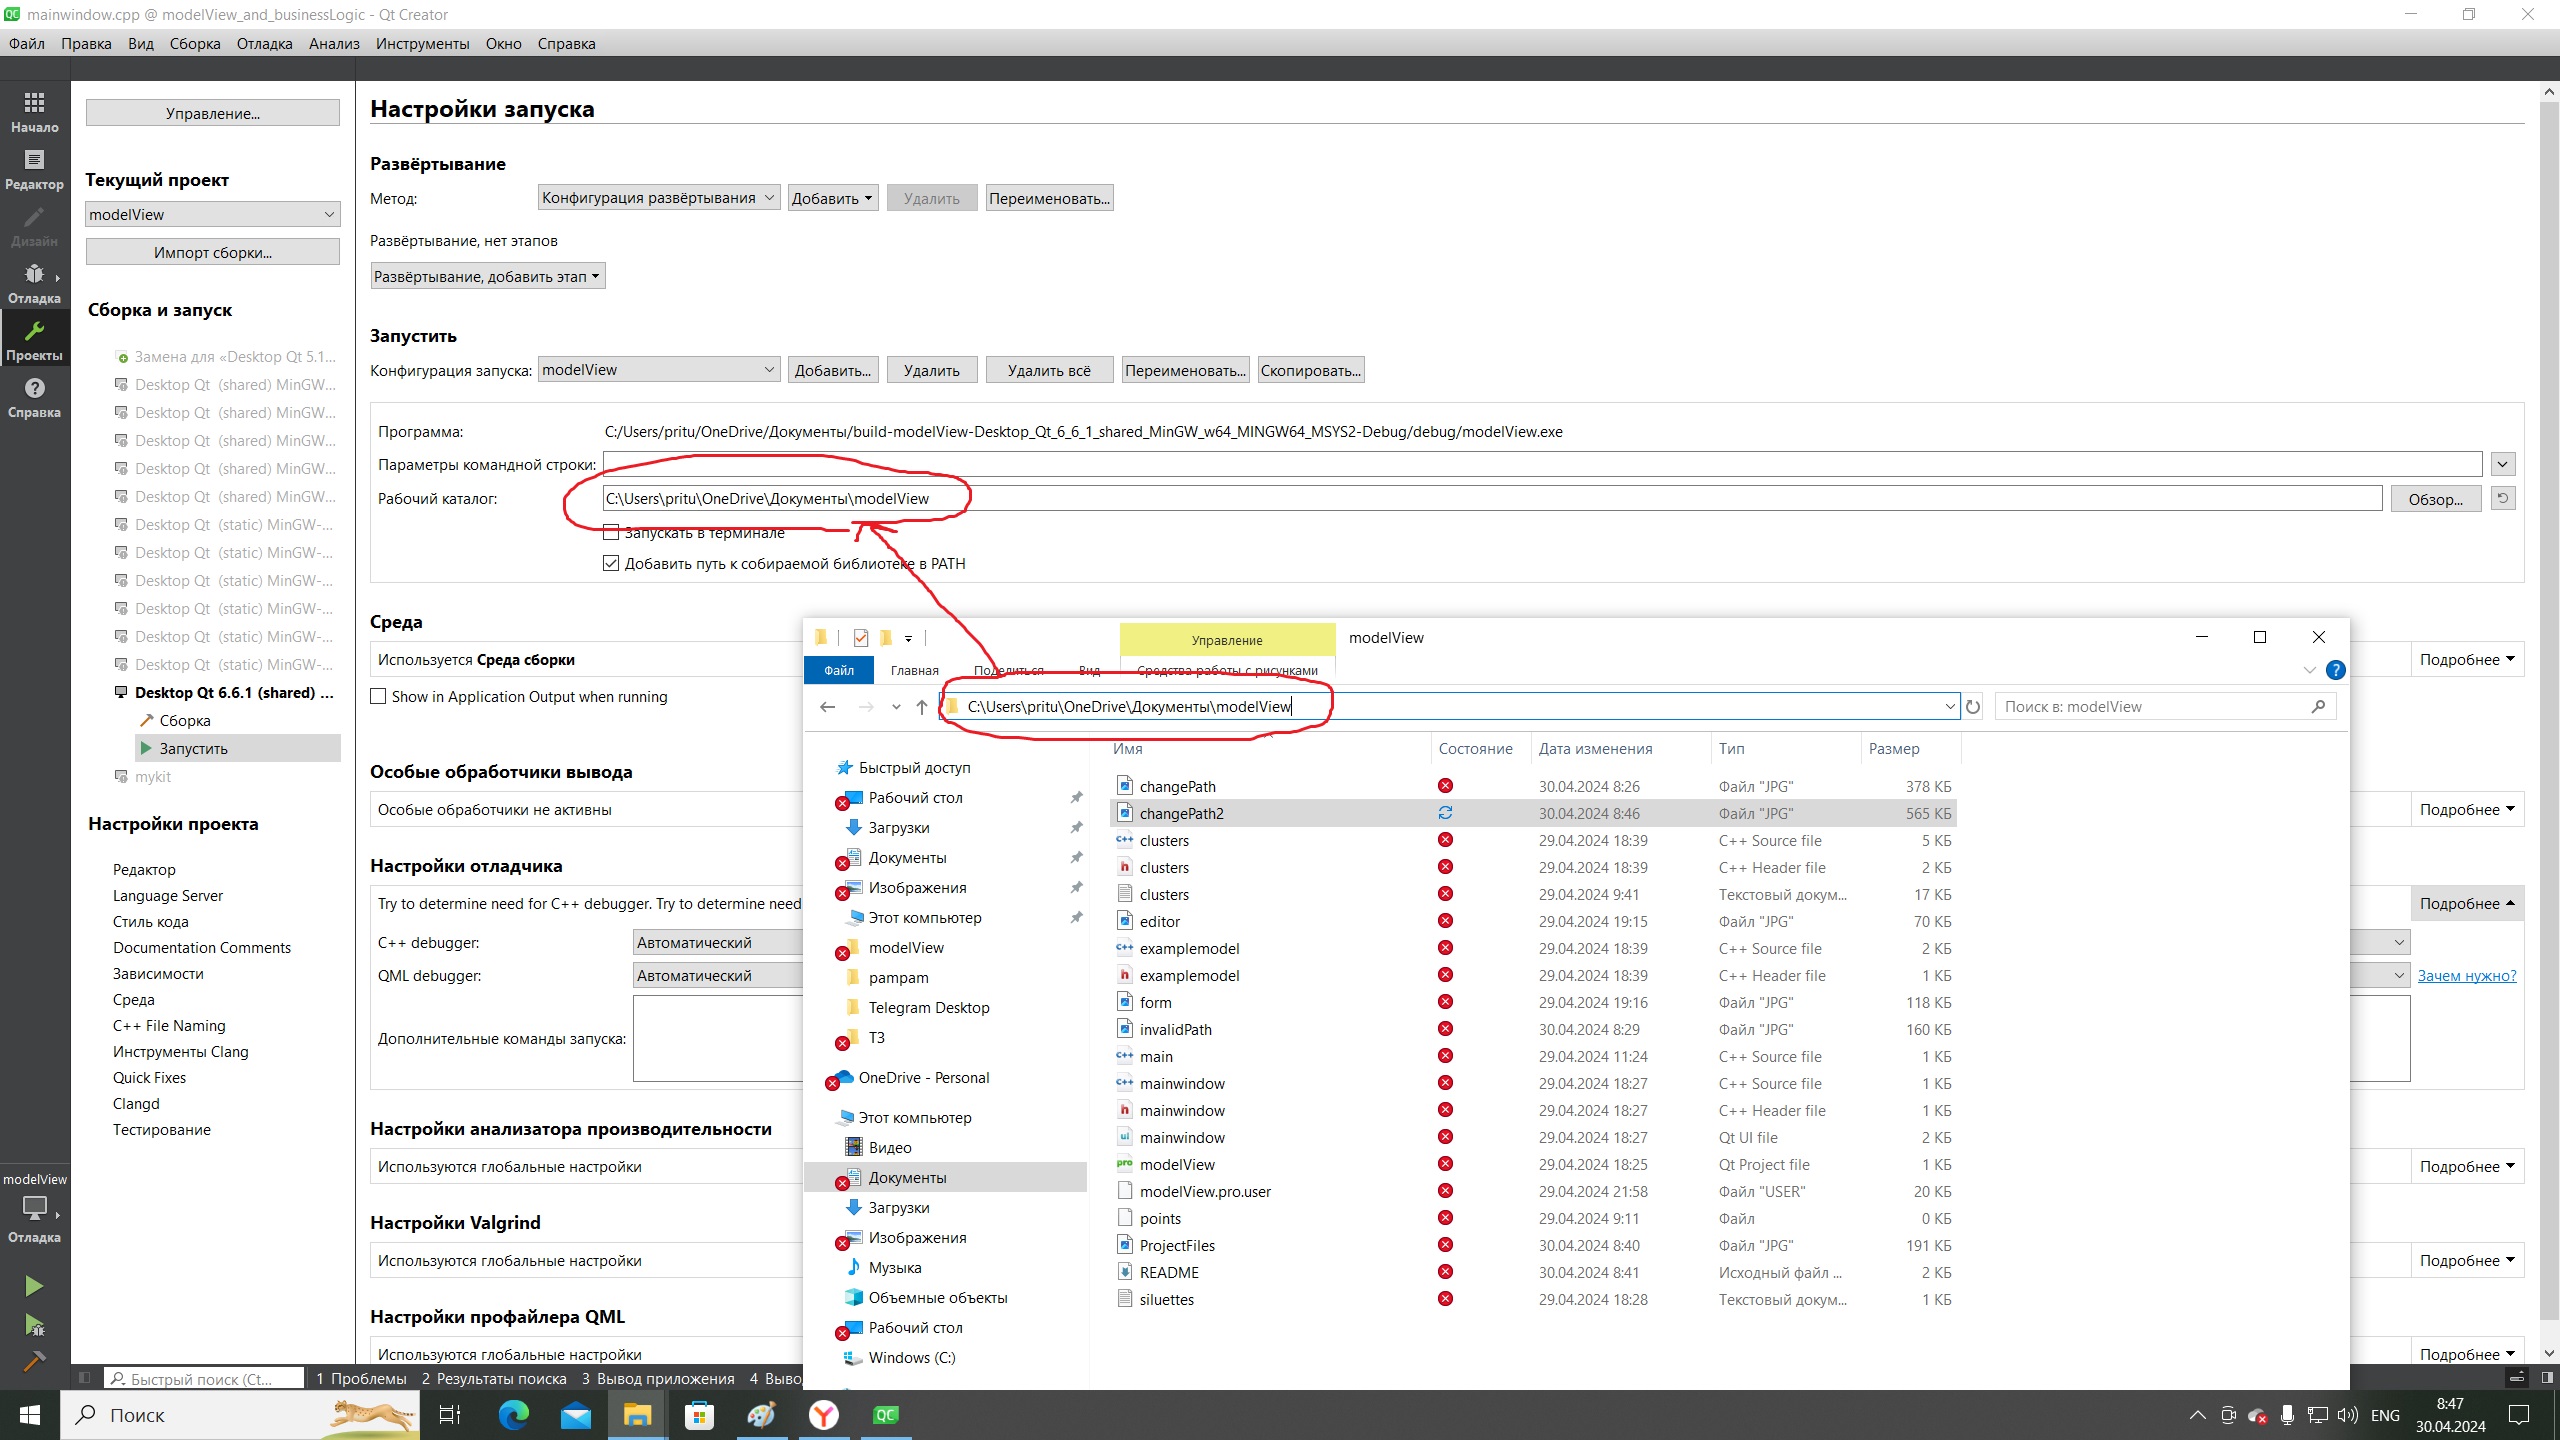 mainwindow.cpp @ modelView_and_businessLogic - Qt Creator
Файл Правка Вид Сборка Отладка Анализ Инструменты Окно Справка
Начало
Редактор
Дизайн
Отладка
Проекты
Справка
Управление...
Текущий проект
modelView
Импорт сборки...
Сборка и запуск
Замена для «Desktop Qt 5.1...
Desktop Qt (shared) MinGW...
Desktop Qt (shared) MinGW...
Desktop Qt (shared) MinGW...
Desktop Qt (shared) MinGW...
Desktop Qt (shared) MinGW...
Desktop Qt (static) MinGW-...
Desktop Qt (static) MinGW-...
Desktop Qt (static) MinGW-...
Desktop Qt (static) MinGW-...
Desktop Qt (static) MinGW-...
Desktop Qt (static) MinGW-...
Desktop Qt 6.6.1 (shared) ...
Сборка
Запустить
mykit
Настройки проекта
Редактор
Language Server
Стиль кода
Documentation Comments
Зависимости
Среда
C++ File Naming
Инструменты Clang
Quick Fixes
Clangd
Тестирование
modelView
Отладка
Настройки запуска
Развёртывание
Метод: Конфигурация развёртывания Добавить Удалить Переименовать...
Развёртывание, нет этапов
Развёртывание, добавить этап
Запустить
Конфигурация запуска: modelView Добавить... Удалить Удалить всё Переименовать... Скопировать...
Программа: C:/Users/pritu/OneDrive/Документы/build-modelView-Desktop_Qt_6_6_1_shared_MinGW_w64_MINGW64_MSYS2-Debug/debug/modelView.exe
Параметры командной строки:
Рабочий каталог: C:\Users\pritu\OneDrive\Документы\modelView Обзор...
Запускать в терминале
Добавить путь к собираемой библиотеке в PATH
Среда
Используется Среда сборки Подробнее
Show in Application Output when running
Особые обработчики вывода
Особые обработчики не активны Подробнее
Настройки отладчика
Try to determine need for C++ debugger. Try to determine need Подробнее
C++ debugger: Автоматический
QML debugger: Автоматический Зачем нужно?
Дополнительные команды запуска:
Настройки анализатора производительности
Используются глобальные настройки Подробнее
Настройки Valgrind
Используются глобальные настройки Подробнее
Настройки профайлера QML
Используются глобальные настройки Подробнее
Управление modelView
Файл Главная Поделиться Вид Средства работы с рисунками
C:\Users\pritu\OneDrive\Документы\modelView Поиск в: modelView
Быстрый доступ
Рабочий стол
Загрузки
Документы
Изображения
Этот компьютер
modelView
pampam
Telegram Desktop
ТЗ
OneDrive - Personal
Этот компьютер
Видео
Документы
Загрузки
Изображения
Музыка
Объемные объекты
Рабочий стол
Windows (C:)
Имя Состояние Дата изменения Тип Размер
changePath 30.04.2024 8:26 Файл "JPG" 378 КБ
changePath2 30.04.2024 8:46 Файл "JPG" 565 КБ
clusters 29.04.2024 18:39 C++ Source file 5 КБ
clusters 29.04.2024 18:39 C++ Header file 2 КБ
clusters 29.04.2024 9:41 Текстовый докум... 17 КБ
editor 29.04.2024 19:15 Файл "JPG" 70 КБ
examplemodel 29.04.2024 18:39 C++ Source file 2 КБ
examplemodel 29.04.2024 18:39 C++ Header file 1 КБ
form 29.04.2024 19:16 Файл "JPG" 118 КБ
invalidPath 30.04.2024 8:29 Файл "JPG" 160 КБ
main 29.04.2024 11:24 C++ Source file 1 КБ
mainwindow 29.04.2024 18:27 C++ Source file 1 КБ
mainwindow 29.04.2024 18:27 C++ Header file 1 КБ
mainwindow 29.04.2024 18:27 Qt UI file 2 КБ
modelView 29.04.2024 18:25 Qt Project file 1 КБ
modelView.pro.user 29.04.2024 21:58 Файл "USER" 20 КБ
points 29.04.2024 9:11 Файл 0 КБ
ProjectFiles 30.04.2024 8:40 Файл "JPG" 191 КБ
README 30.04.2024 8:41 Исходный файл ... 2 КБ
siluettes 29.04.2024 18:28 Текстовый докум... 1 КБ
Быстрый поиск (Ct... 1 Проблемы 2 Результаты поиска 3 Вывод приложения 4 Выво
Поиск ENG 8:47
30.04.2024